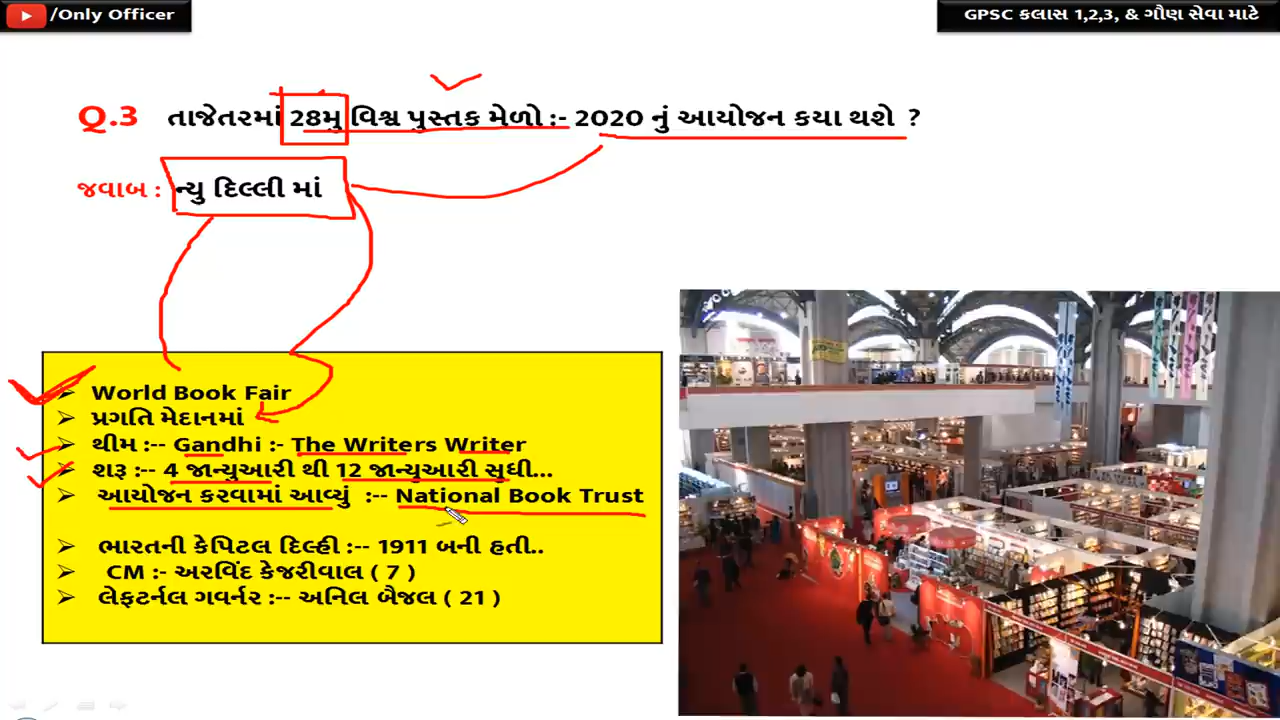 /Only Officer
GPSC કલાસ 1,2,3, & ગૌણ સેવા માટે
Q.3 તાજેતરમાં 28મુ વિશ્વ પુસ્તક મેળો :- 2020 નું આયોજન કયા થશે ?
જવાબ : ન્યુ દિલ્લી માં
World Book Fair
પ્રગતિ મેદાનમાં
થીમ :-- Gandhi :- The Writers Writer
શરૂ :-- 4 જાન્યુઆરી થી 12 જાન્યુઆરી સુધી...
આયોજન કરવામાં આવ્યું :-- National Book Trust
ભારતની કેપિટલ દિલ્હી :-- 1911 બની હતી..
CM :- અરવિંદ કેજરીવાલ ( 7 )
લેફટર્નલ ગવર્નર :-- અનિલ બૈજલ ( 21 )